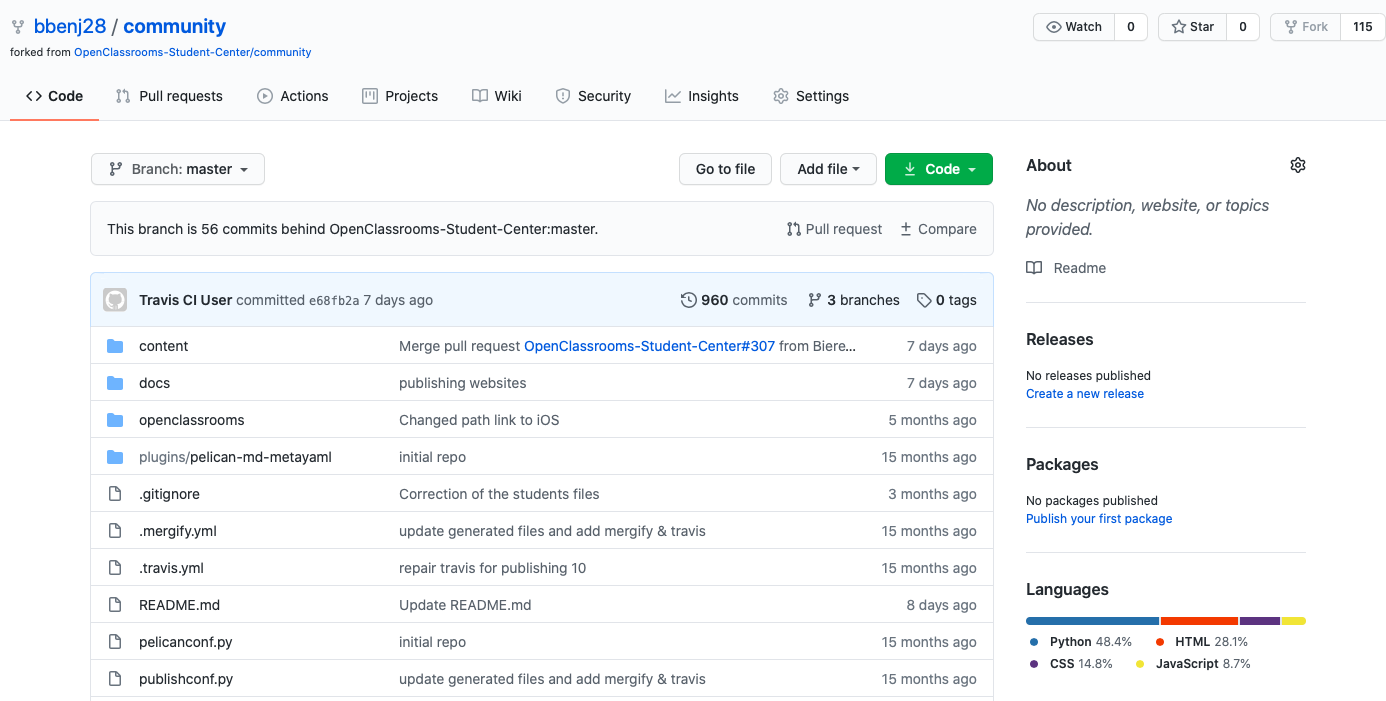 bbenj28 / community
Watch 0 Star 0 Fork 115
forked from OpenClassrooms-Student-Center/community
Code Pull requests Actions Projects Wiki Security Insights Settings
Branch: master Go to file Add file Code
This branch is 56 commits behind OpenClassrooms-Student-Center:master. Pull request Compare
Travis CI User committed e68fb2a 7 days ago 960 commits 3 branches 0 tags
content Merge pull request OpenClassrooms-Student-Center#307 from Biere... 7 days ago
docs publishing websites 7 days ago
openclassrooms Changed path link to iOS 5 months ago
plugins/pelican-md-metayaml initial repo 15 months ago
.gitignore Correction of the students files 3 months ago
.mergify.yml update generated files and add mergify & travis 15 months ago
.travis.yml repair travis for publishing 10 15 months ago
README.md Update README.md 8 days ago
pelicanconf.py initial repo 15 months ago
publishconf.py update generated files and add mergify & travis 15 months ago
About
No description, website, or topics
provided.
Readme
Releases
No releases published
Create a new release
Packages
No packages published
Publish your first package
Languages
Python 48.4% HTML 28.1%
CSS 14.8% JavaScript 8.7%